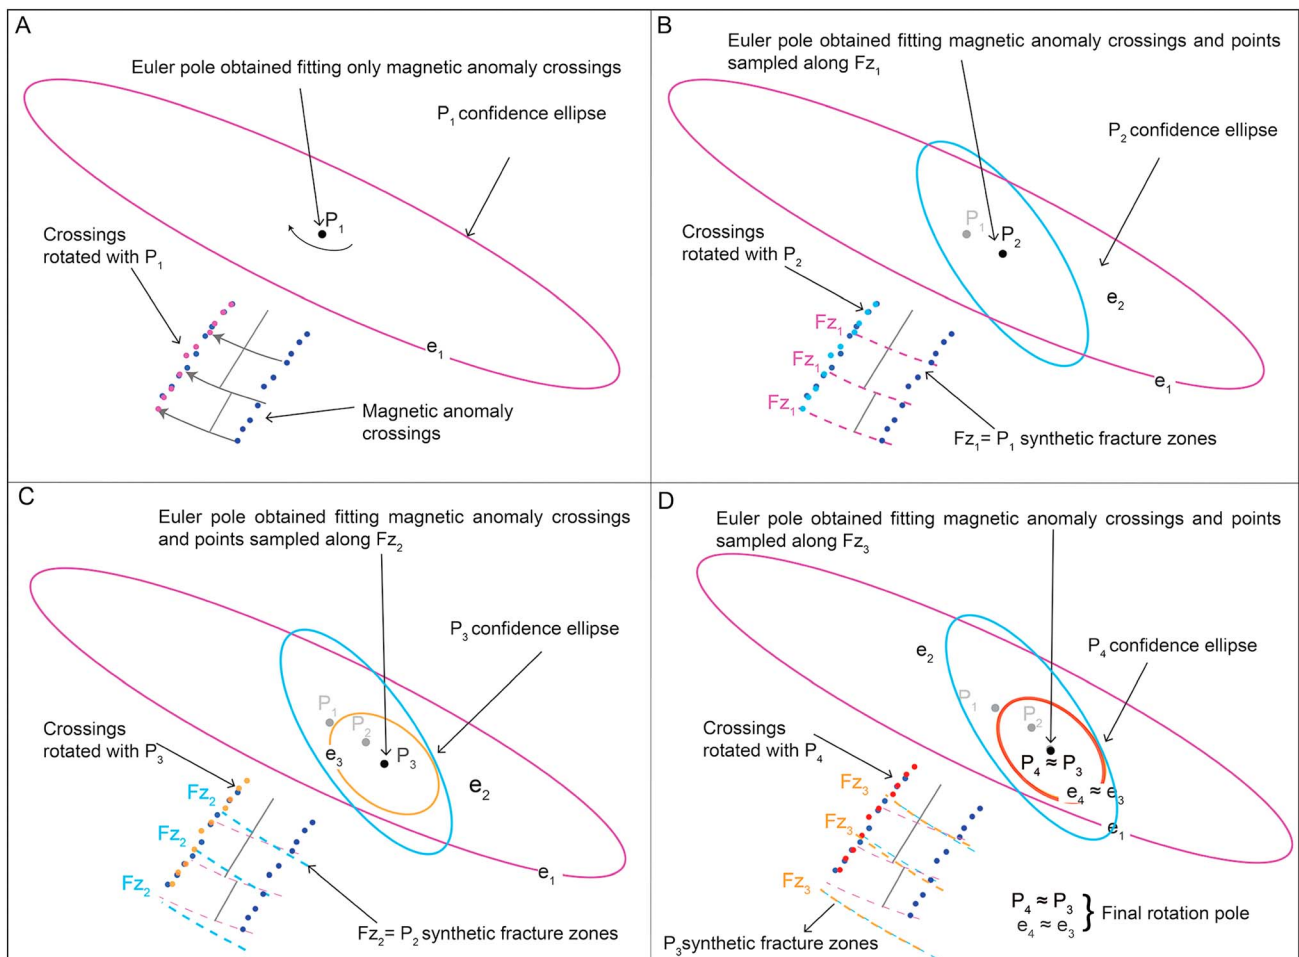 A
Euler pole obtained fitting only magnetic anomaly crossings
P₁ confidence ellipse
P₁
Crossings
rotated with P₁
e₁
Magnetic anomaly
crossings
B
Euler pole obtained fitting magnetic anomaly crossings and points
sampled along Fz₁
P₂ confidence ellipse
P₁
P₂
Crossings
rotated with P₂
e₂
Fz₁
Fz₁
Fz₁
e₁
Fz₁= P₁ synthetic fracture zones
C
Euler pole obtained fitting magnetic anomaly crossings
and points sampled along Fz₂
P₃ confidence ellipse
P₁
P₂
P₃
e₃
Crossings
rotated with P₃
e₂
Fz₂
Fz₂
Fz₂
e₁
Fz₂= P₂ synthetic fracture zones
D
Euler pole obtained fitting magnetic anomaly crossings and points
sampled along Fz₃
e₂
P₄ confidence ellipse
P₁
P₂
Crossings
rotated with P₄
P₄ ≈ P₃
e₄ ≈ e₃
e₁
Fz₃
Fz₃
Fz₃
P₄ ≈ P₃
e₄ ≈ e₃
} Final rotation pole
P₃synthetic fracture zones